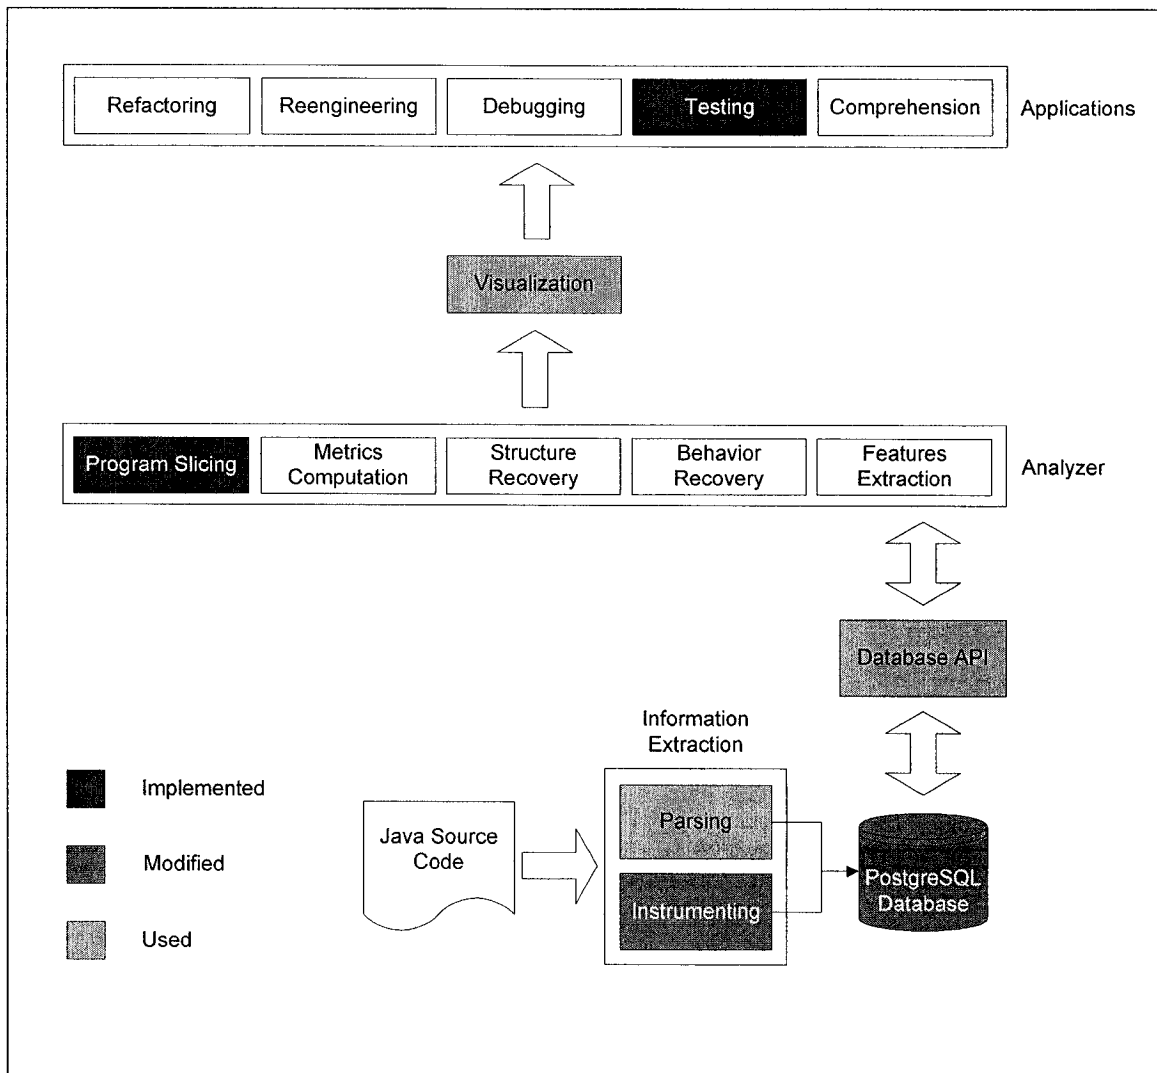 Refactoring
Reengineering
Debugging
Testing
Comprehension
Applications
Visualization
Program Slicing
Metrics
Computation
Structure
Recovery
Behavior
Recovery
Features
Extraction
Analyzer
Database API
Information
Extraction
Implemented
Modified
Used
Java Source
Code
Parsing
Instrumenting
PostgreSQL
Database